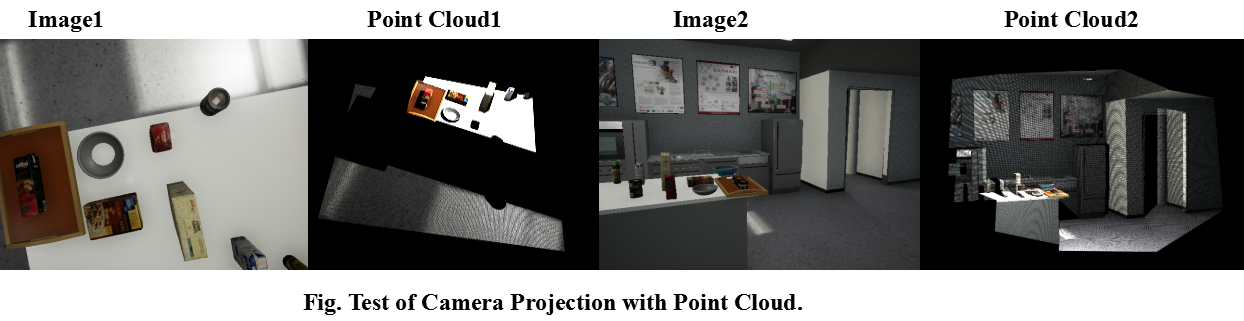 Image1 Point Cloud1 Image2 Point Cloud2
Fig. Test of Camera Projection with Point Cloud.